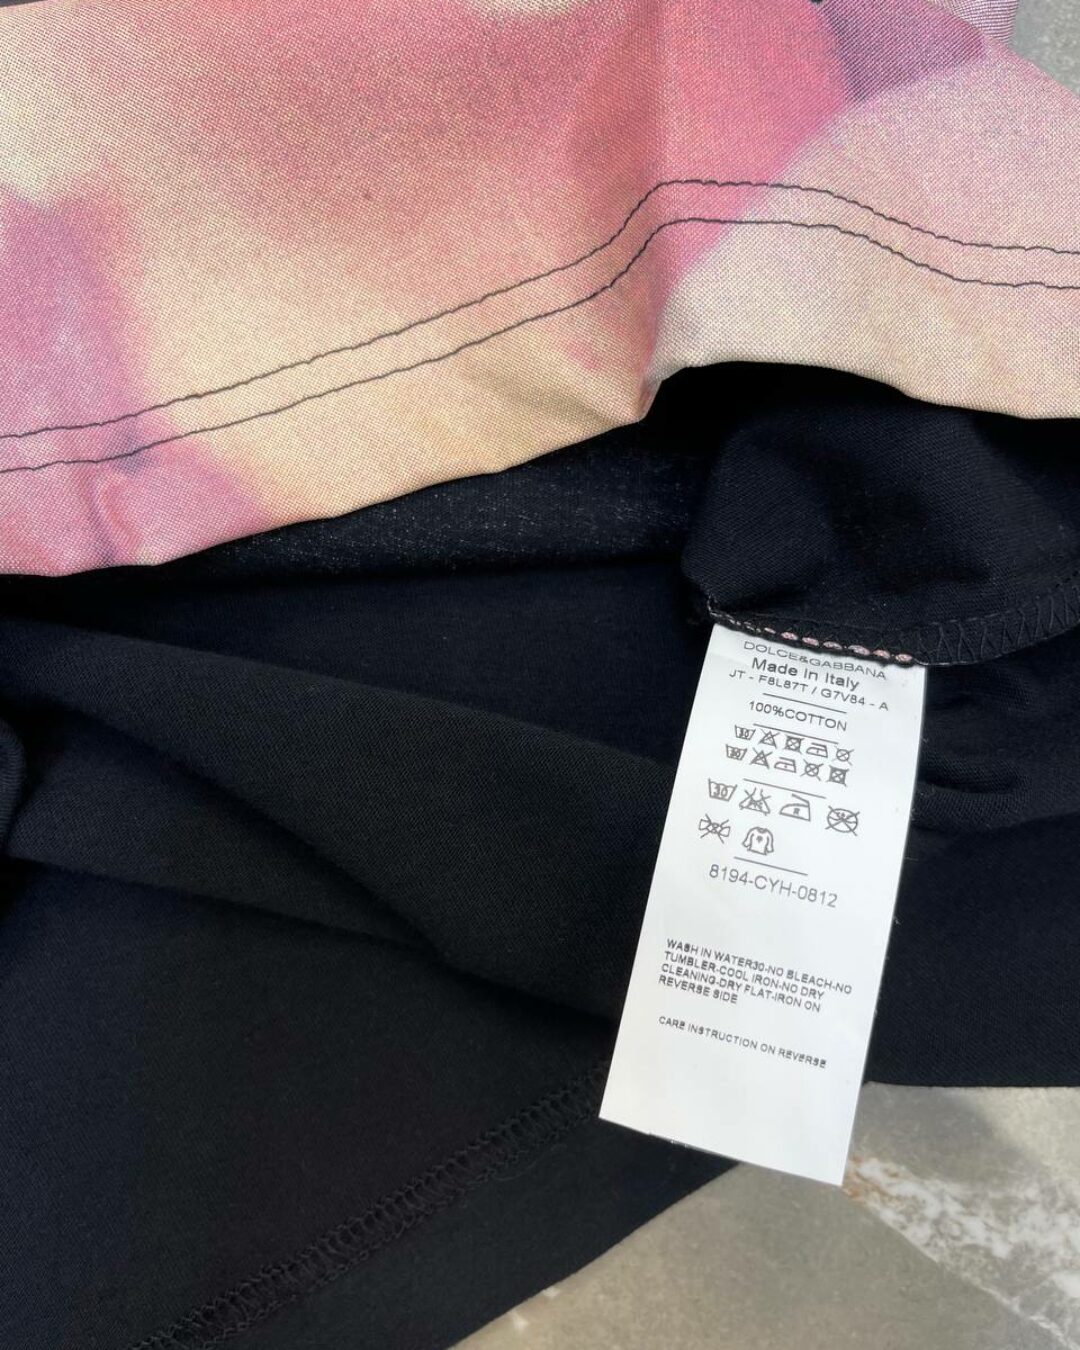 DOLCE&GABBANA
Made in Italy
JT - F8L87T / G7V84 - A
100%COTTON
30
8194-CYH-0812
WASH IN WATER30-NO BLEACH-NO
TUMBLER-COOL IRON-NO DRY
CLEANING-DRY FLAT-IRON ON
REVERSE SIDE
CARE INSTRUCTION ON REVERSE